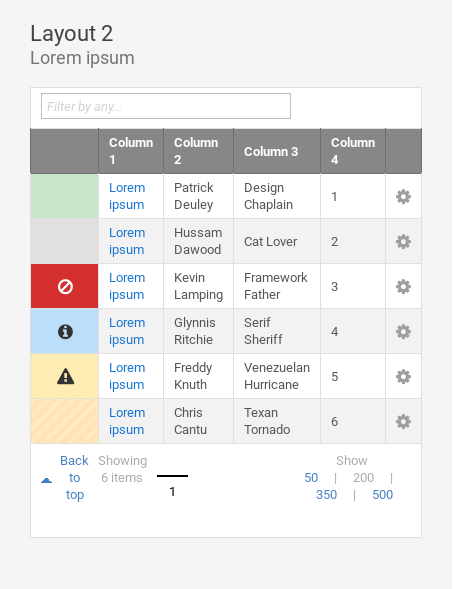 Layout 2
Lorem ipsum
Filter by any...
Column 1 Column 2 Column 3 Column 4
Lorem ipsum Patrick Deuley Design Chaplain 1
Lorem ipsum Hussam Dawood Cat Lover 2
Lorem ipsum Kevin Lamping Framework Father 3
Lorem ipsum Glynnis Ritchie Serif Sheriff 4
Lorem ipsum Freddy Knuth Venezuelan Hurricane 5
Lorem ipsum Chris Cantu Texan Tornado 6
Back to top
Showing 6 items
1
Show
50 | 200 |
350 | 500